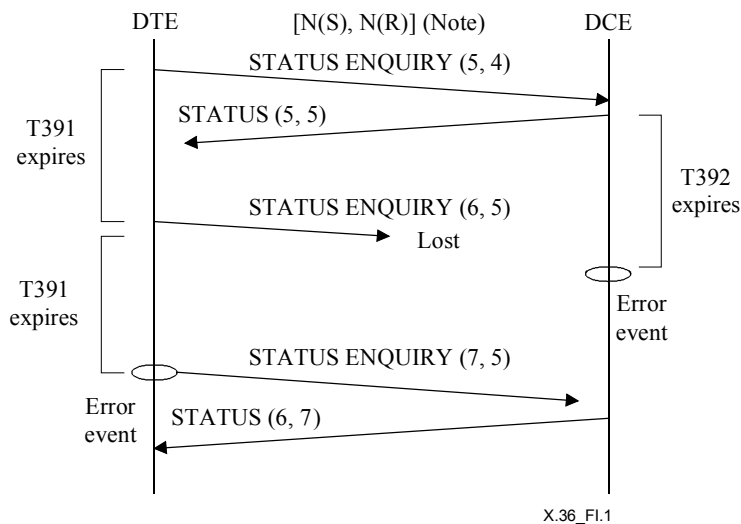 DTE [N(S), N(R)] (Note) DCE
STATUS ENQUIRY (5, 4)
STATUS (5, 5)
T391
expires
T392
expires
STATUS ENQUIRY (6, 5)
Lost
T391
expires
Error
event
STATUS ENQUIRY (7, 5)
Error
event
STATUS (6, 7)
X.36_FI.1